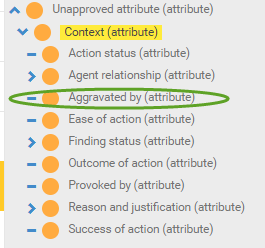 Unapproved attribute (attribute)
Context (attribute)
Action status (attribute)
Agent relationship (attribute)
Aggravated by (attribute)
Ease of action (attribute)
Finding status (attribute)
Outcome of action (attribute)
Provoked by (attribute)
Reason and justification (attribute)
Success of action (attribute)